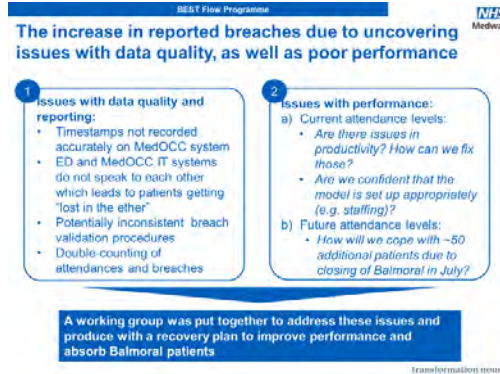 BEST Flow Programme
NHS
Medway
The increase in reported breaches due to uncovering
issues with data quality, as well as poor performance
1
Issues with data quality and
reporting:
• Timestamps not recorded
accurately on MedOCC system
• ED and MedOCC IT systems
do not speak to each other
which leads to patients getting
"lost in the ether"
• Potentially inconsistent breach
validation procedures
• Double-counting of
attendances and breaches
2
Issues with performance:
a) Current attendance levels:
• Are there issues in
productivity? How can we fix
those?
• Are we confident that the
model is set up appropriately
(e.g. staffing)?
b) Future attendance levels:
• How will we cope with ~50
additional patients due to
closing of Balmoral in July?
A working group was put together to address these issues and
produce with a recovery plan to improve performance and
absorb Balmoral patients
transformation